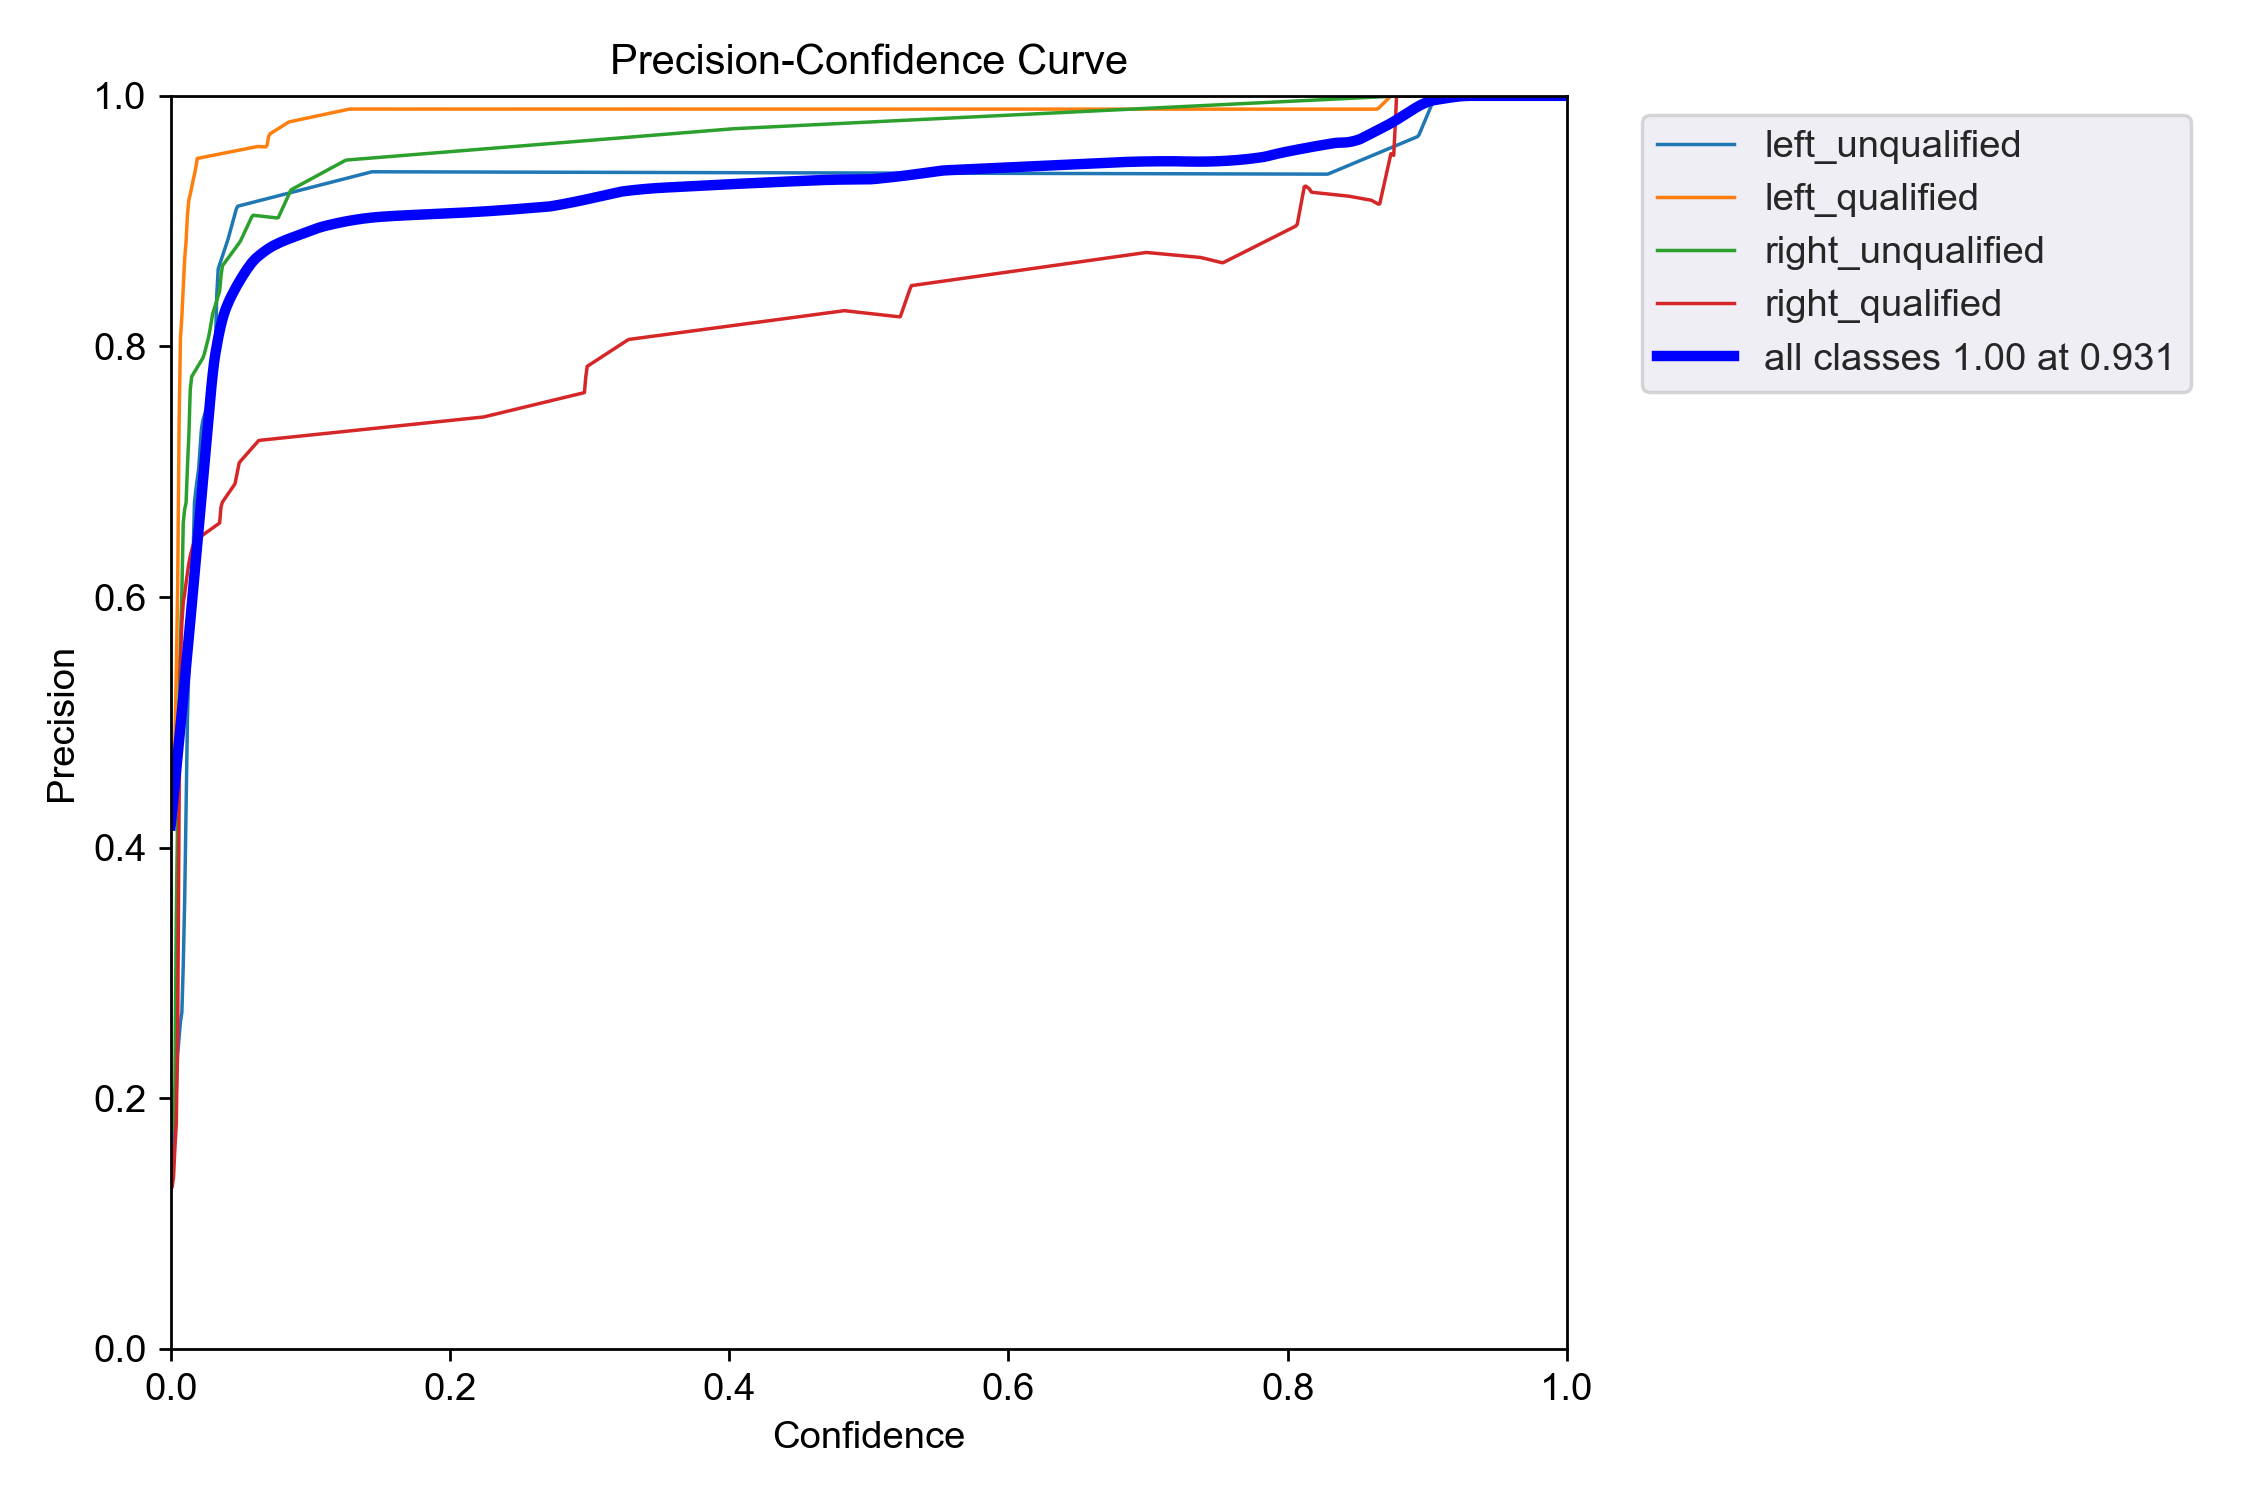 Precision-Confidence Curve
1.0
0.8
0.6
0.4
0.2
0.0
Precision
0.0 0.2 0.4 0.6 0.8 1.0
Confidence
left_unqualified
left_qualified
right_unqualified
right_qualified
all classes 1.00 at 0.931